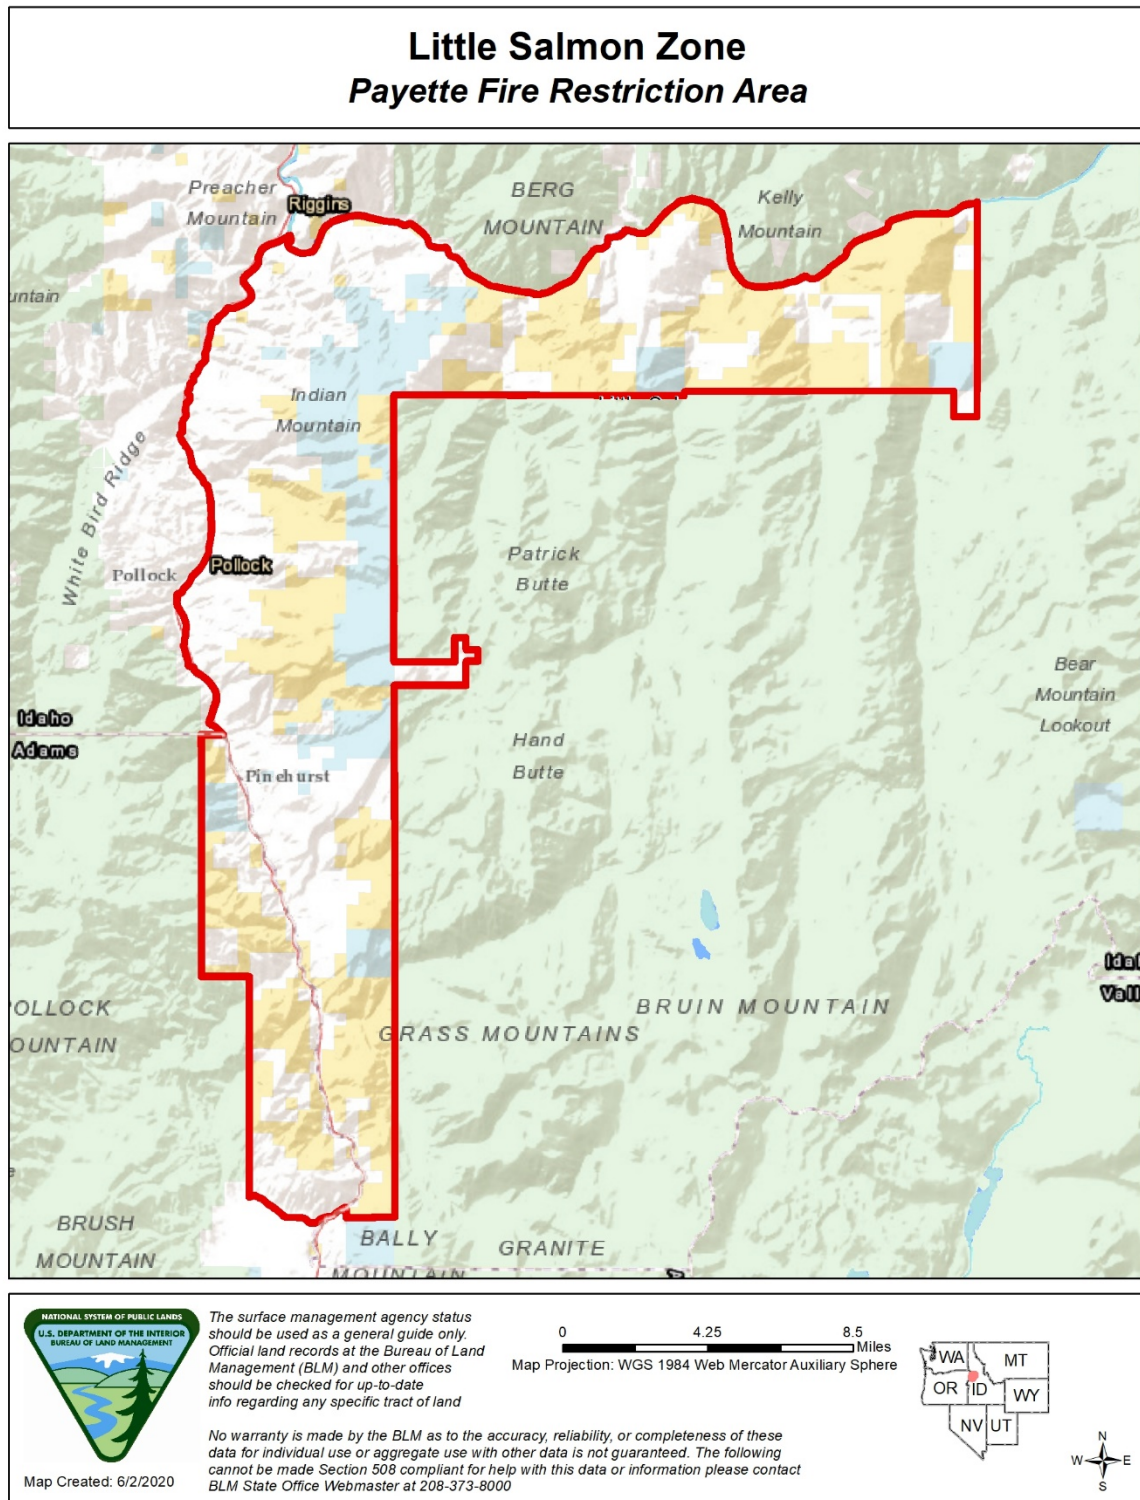 Little Salmon Zone
Payette Fire Restriction Area
Preacher
Mountain
Riggins
BERG
MOUNTAIN
Kelly
Mountain
untain
Indian
Mountain
White Bird Ridge
Patrick
Butte
Pollock
Pollock
Bear
Mountain
Lookout
Idaho
Adams
Hand
Butte
Pinehurst
Idal
Vall
OLLOCK
OUNTAIN
BRUIN MOUNTAIN
GRASS MOUNTAINS
BRUSH
MOUNTAIN
BALLY
MOUNTAIN
GRANITE
NATIONAL SYSTEM OF PUBLIC LANDS
U.S. DEPARTMENT OF THE INTERIOR
BUREAU OF LAND MANAGEMENT
Map Created: 6/2/2020
The surface management agency status
should be used as a general guide only.
Official land records at the Bureau of Land
Management (BLM) and other offices
should be checked for up-to-date
info regarding any specific tract of land
No warranty is made by the BLM as to the accuracy, reliability, or completeness of these
data for individual use or aggregate use with other data is not guaranteed. The following
cannot be made Section 508 compliant for help with this data or information please contact
BLM State Office Webmaster at 208-373-8000
0 4.25 8.5
Miles
Map Projection: WGS 1984 Web Mercator Auxiliary Sphere
WA MT
OR ID WY
NV UT
N
W E
S